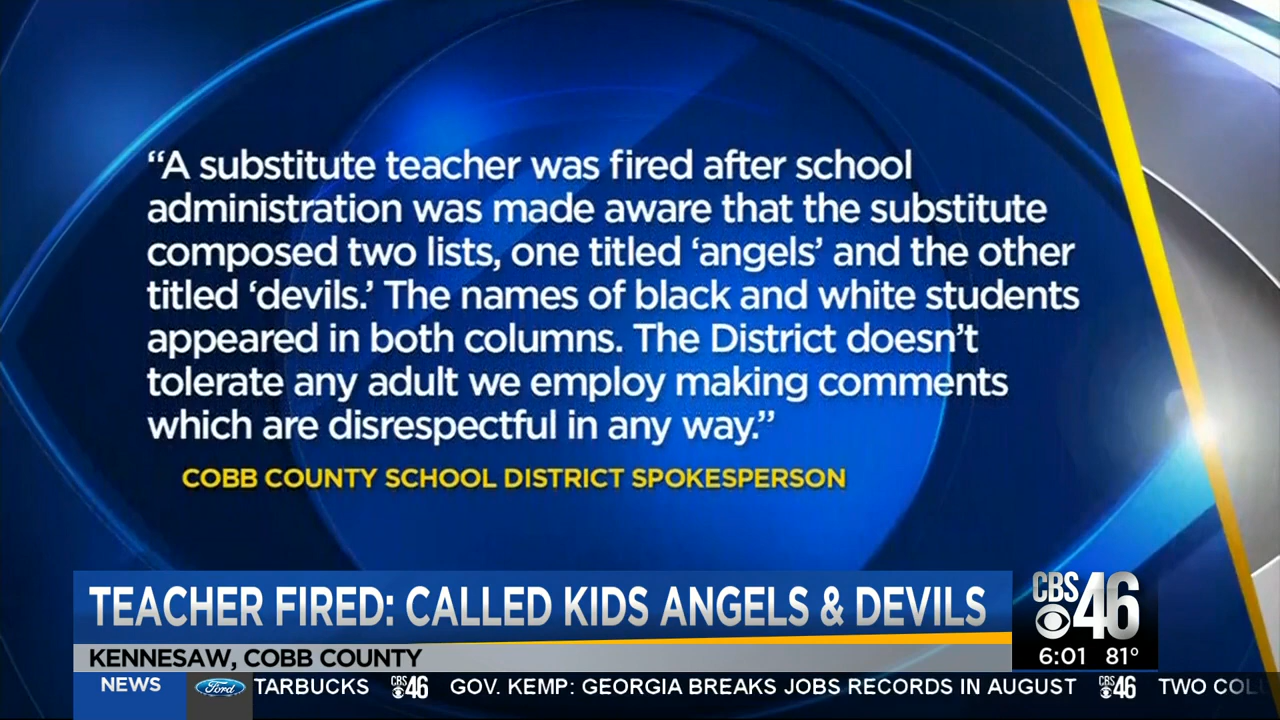 “A substitute teacher was fired after school
administration was made aware that the substitute
composed two lists, one titled ‘angels’ and the other
titled ‘devils.’ The names of black and white students
appeared in both columns. The District doesn’t
tolerate any adult we employ making comments
which are disrespectful in any way.”
COBB COUNTY SCHOOL DISTRICT SPOKESPERSON
TEACHER FIRED: CALLED KIDS ANGELS & DEVILS
KENNESAW, COBB COUNTY
CBS 46
6:01 81°
NEWS Ford TARBUCKS CBS 46 GOV. KEMP: GEORGIA BREAKS JOBS RECORDS IN AUGUST CBS 46 TWO COL